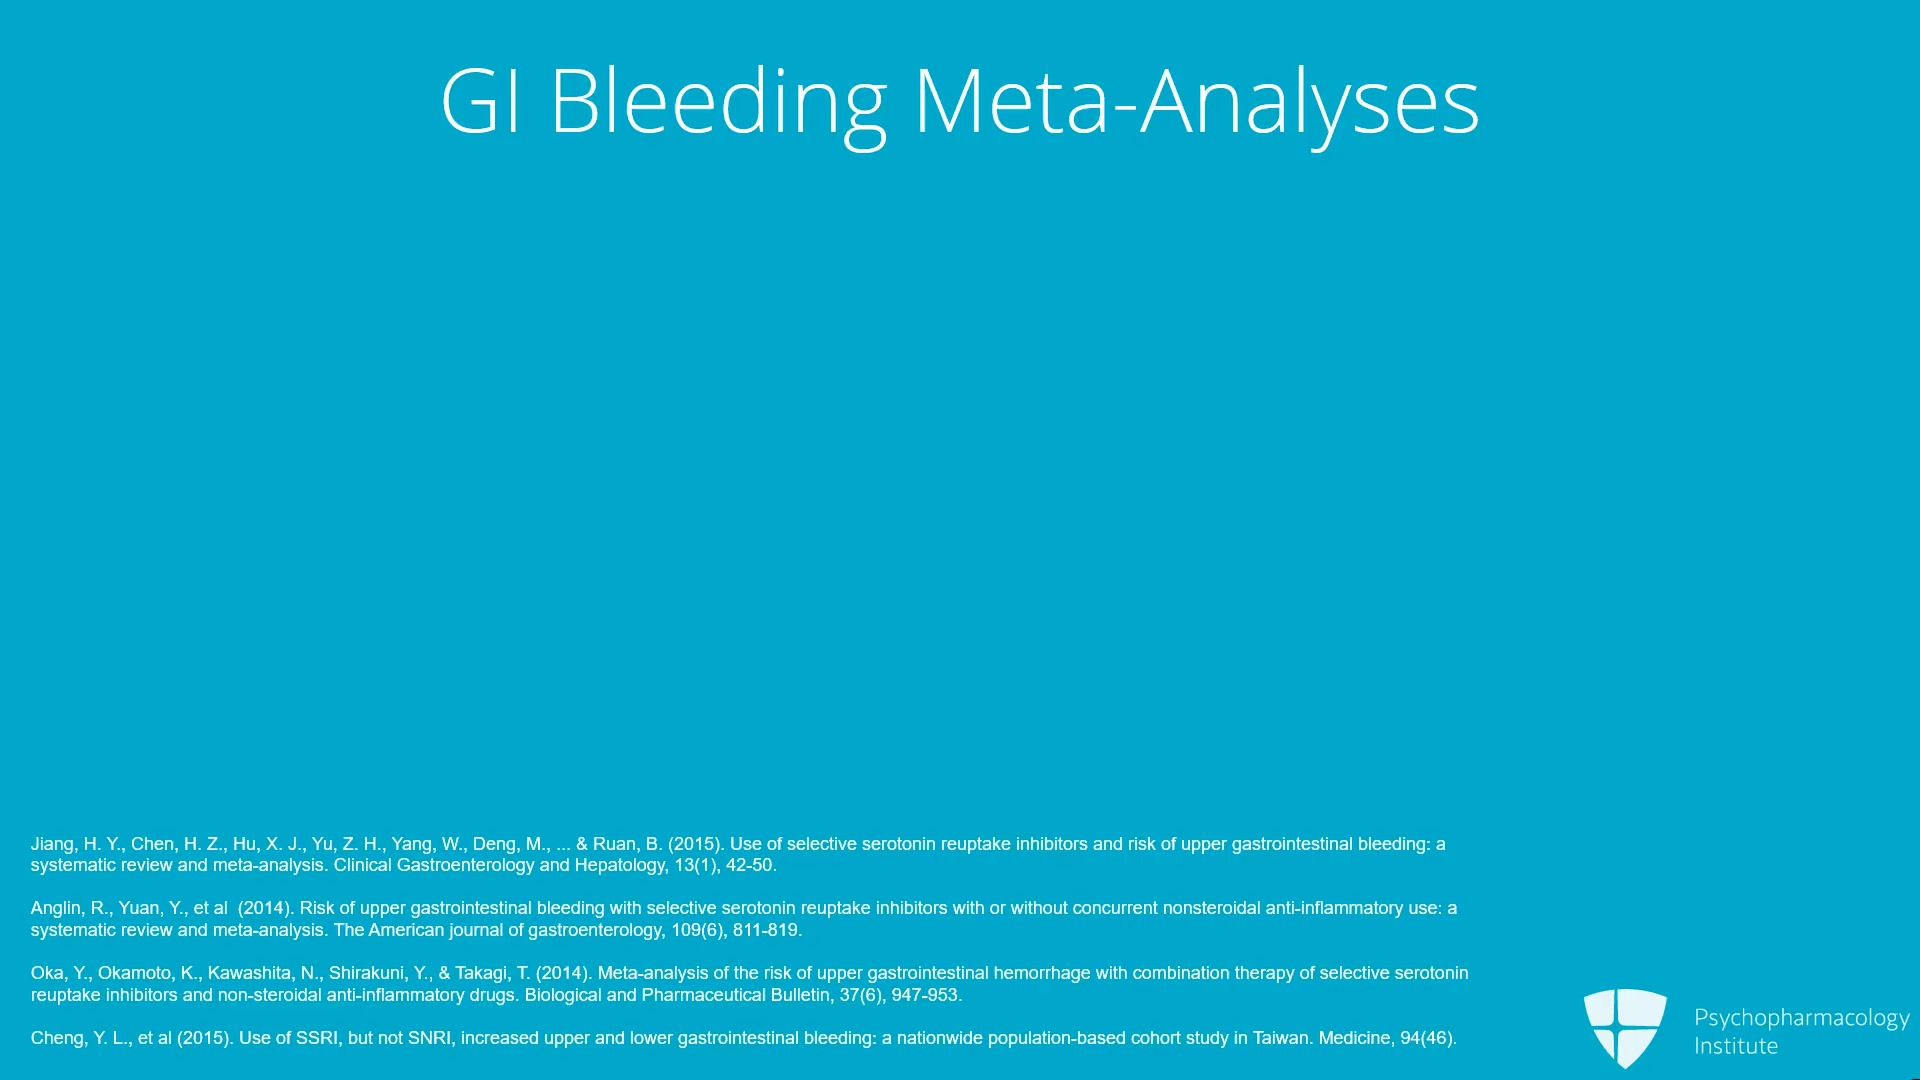 GI Bleeding Meta-Analyses
Jiang, H. Y., Chen, H. Z., Hu, X. J., Yu, Z. H., Yang, W., Deng, M., ... & Ruan, B. (2015). Use of selective serotonin reuptake inhibitors and risk of upper gastrointestinal bleeding: a
systematic review and meta-analysis. Clinical Gastroenterology and Hepatology, 13(1), 42-50.
Anglin, R., Yuan, Y., et al  (2014). Risk of upper gastrointestinal bleeding with selective serotonin reuptake inhibitors with or without concurrent nonsteroidal anti-inflammatory use: a
systematic review and meta-analysis. The American journal of gastroenterology, 109(6), 811-819.
Oka, Y., Okamoto, K., Kawashita, N., Shirakuni, Y., & Takagi, T. (2014). Meta-analysis of the risk of upper gastrointestinal hemorrhage with combination therapy of selective serotonin
reuptake inhibitors and non-steroidal anti-inflammatory drugs. Biological and Pharmaceutical Bulletin, 37(6), 947-953.
Cheng, Y. L., et al (2015). Use of SSRI, but not SNRI, increased upper and lower gastrointestinal bleeding: a nationwide population-based cohort study in Taiwan. Medicine, 94(46).
Psychopharmacology
Institute